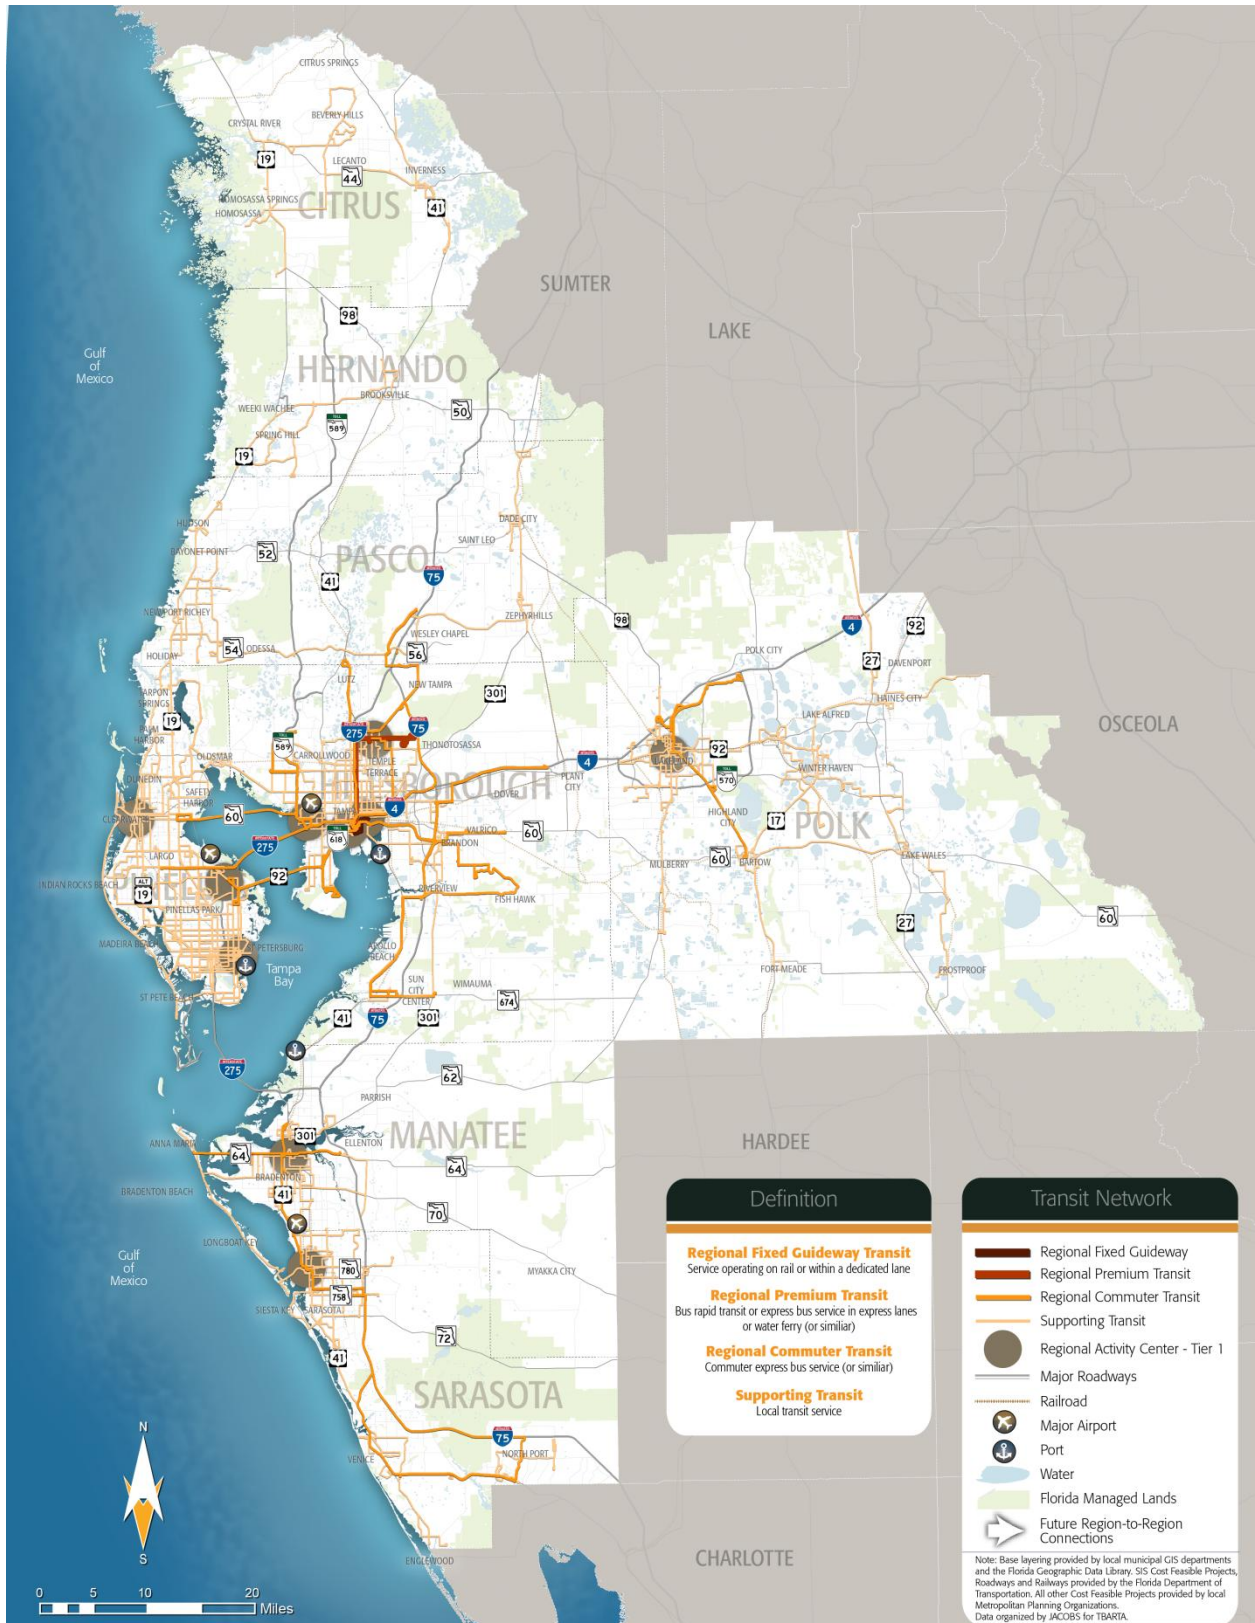 CITRUS SPRINGS
BEVERLY HILLS
CRYSTAL RIVER
19
LECANTO
44
INVERNESS
HOMOSASSA SPRINGS
HOMOSASSA
CITRUS
41
SUMTER
98
LAKE
Gulf
of
Mexico
HERNANDO
BROOKSVILLE
WEEKI WACHEE
50
TOLL
589
SPRING HILL
19
HUDSON
DADE CITY
SAINT LEO
BAYONET POINT
52
PASCO
41
75
NEW PORT RICHEY
ZEPHYRHILLS
98
4
92
WESLEY CHAPEL
54
ODESSA
56
HOLIDAY
POLK CITY
27
DAVENPORT
LUTZ
NEW TAMPA
301
TARPON
SPRINGS
HAINES CITY
19
PALM
HARBOR
LAKE ALFRED
OSCEOLA
275
75
TOLL
589
CARROLLWOOD
THONOTOSASSA
OLDSMAR
TEMPLE
TERRACE
4
92
LAKELAND
WINTER HAVEN
DUNEDIN
SAFETY
HARBOR
HILLSBOROUGH
PLANT
CITY
TOLL
570
DOVER
60
TAMPA
4
HIGHLAND
CITY
17
POLK
CLEARWATER
TOLL
618
VALRICO
60
BRANDON
275
LARGO
MULBERRY
60
BARTOW
LAKE WALES
92
INDIAN ROCKS BEACH
ALT
19
RIVERVIEW
FISH HAWK
PINELLAS PARK
27
60
MADEIRA BEACH
ST PETERSBURG
APOLLO
BEACH
Tampa
Bay
FORT MEADE
FROSTPROOF
SUN
CITY
CENTER
WIMAUMA
ST PETE BEACH
674
41
75
301
275
62
PARRISH
MANATEE
HARDEE
ANNA MARIA
301
ELLENTON
64
64
BRADENTON
BRADENTON BEACH
41
70
LONGBOAT KEY
Gulf
of
Mexico
780
MYAKKA CITY
758
SIESTA KEY
SARASOTA
72
41
SARASOTA
75
NORTH PORT
VENICE
ENGLEWOOD
CHARLOTTE
N
S
0 5 10 20
Miles
Definition
Regional Fixed Guideway Transit
Service operating on rail or within a dedicated lane
Regional Premium Transit
Bus rapid transit or express bus service in express lanes
or water ferry (or similiar)
Regional Commuter Transit
Commuter express bus service (or similiar)
Supporting Transit
Local transit service
Transit Network
Regional Fixed Guideway
Regional Premium Transit
Regional Commuter Transit
Supporting Transit
Regional Activity Center - Tier 1
Major Roadways
Railroad
Major Airport
Port
Water
Florida Managed Lands
Future Region-to-Region
Connections
Note: Base layering provided by local municipal GIS departments
and the Florida Geographic Data Library. SIS Cost Feasible Projects,
Roadways and Railways provided by the Florida Department of
Transportation. All other Cost Feasible Projects provided by local
Metropolitan Planning Organizations.
Data organized by JACOBS for TBARTA.